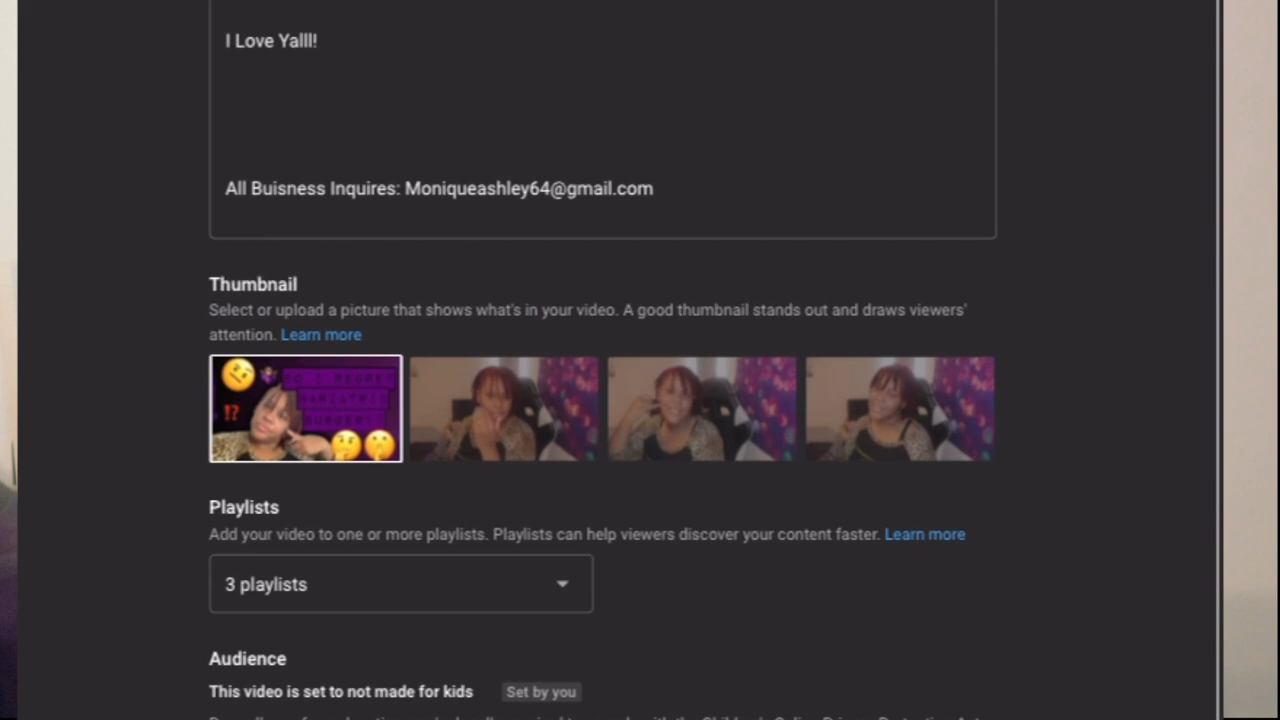 I Love Yalll!
All Buisness Inquires: Moniqueashley64@gmail.com
Thumbnail
Select or upload a picture that shows what's in your video. A good thumbnail stands out and draws viewers'
attention. Learn more
⁉
Playlists
Add your video to one or more playlists. Playlists can help viewers discover your content faster. Learn more
3 playlists
Audience
This video is set to not made for kids Set by you